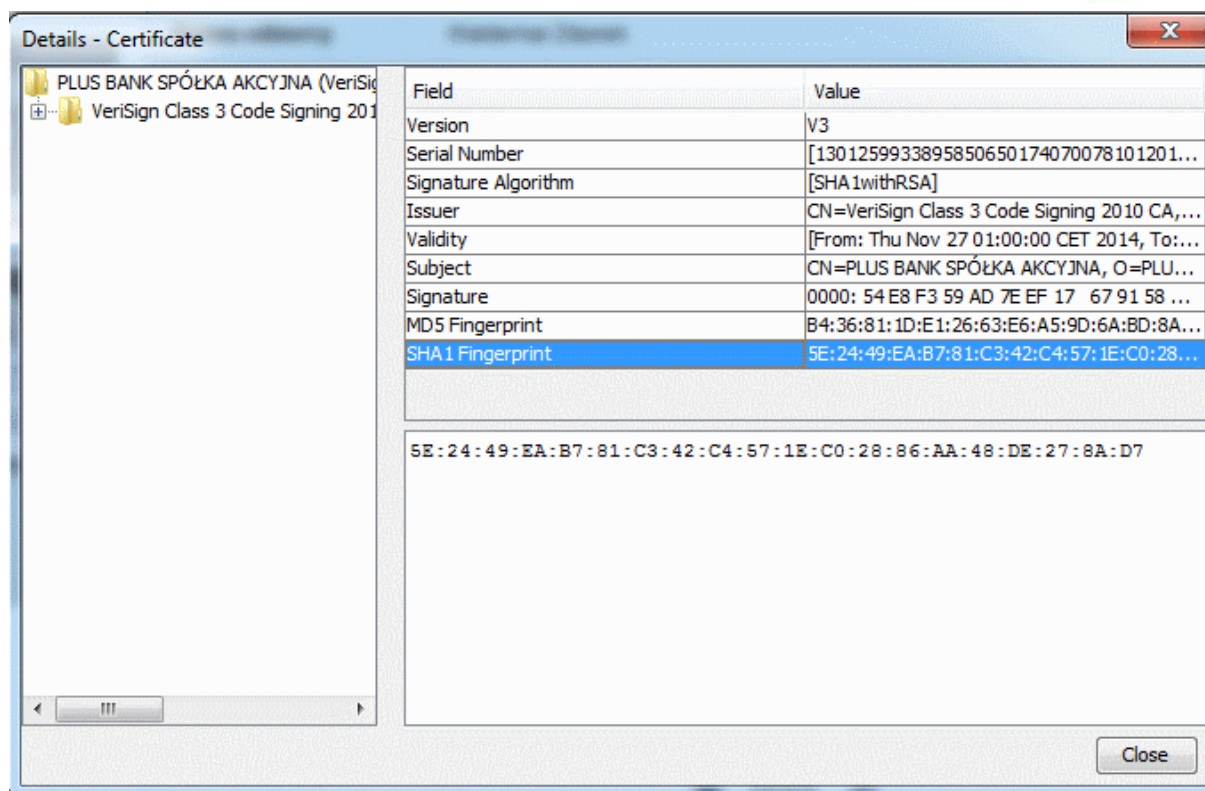 Details - Certificate
PLUS BANK SPÓŁKA AKCYJNA (VeriSig
VeriSign Class 3 Code Signing 201
Field Value
Version V3
Serial Number [130125993389585065017407007810120​1...
Signature Algorithm [SHA1withRSA]
Issuer CN=VeriSign Class 3 Code Signing 2010 CA,...
Validity [From: Thu Nov 27 01:00:00 CET 2014, To:...
Subject CN=PLUS BANK SPÓŁKA AKCYJNA, O=PLU...
Signature 0000: 54 E8 F3 59 AD 7E EF 17 67 91 58 ...
MD5 Fingerprint B4:36:81:1D:E1:26:63:E6:A5:9D:6A:BD:8A...
SHA1 Fingerprint 5E:24:49:EA:B7:81:C3:42:C4:57:1E:C0:28...
5E:24:49:EA:B7:81:C3:42:C4:57:1E:C0:28:86:AA:48:DE:27:8A:D7
Close